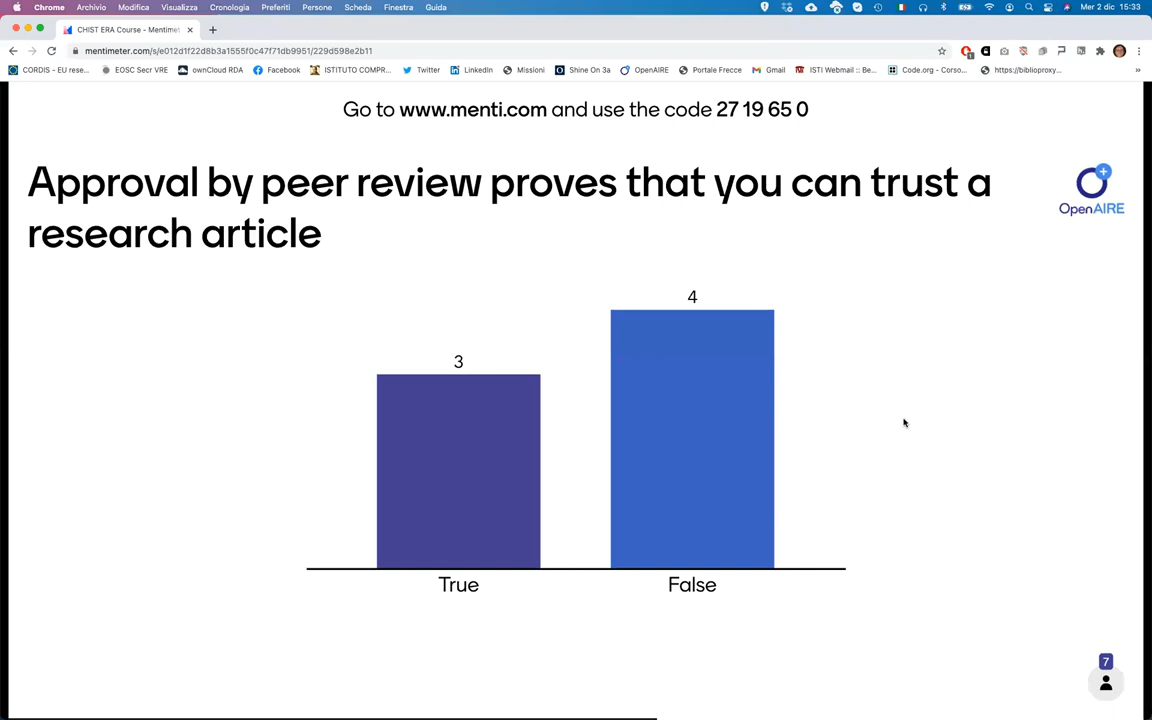 Chrome Archivio Modifica Visualizza Cronologia Preferiti Persone Scheda Finestra Guida Mer 2 dic 15:33
CHIST ERA Course - Mentimet
mentimeter.com/s/e012d1f22d8b3a1555f0c47f71db9951/229d598e2b11
CORDIS - EU rese... EOSC Secr VRE ownCloud RDA Facebook ISTITUTO COMPR... Twitter LinkedIn Missioni Shine On 3a OpenAIRE Portale Frecce Gmail ISTI Webmail :: Be... Code.org - Corso... https://biblioproxy...
Go to www.menti.com and use the code 27 19 65 0
Approval by peer review proves that you can trust a
research article
OpenAIRE
4
3
True False
7